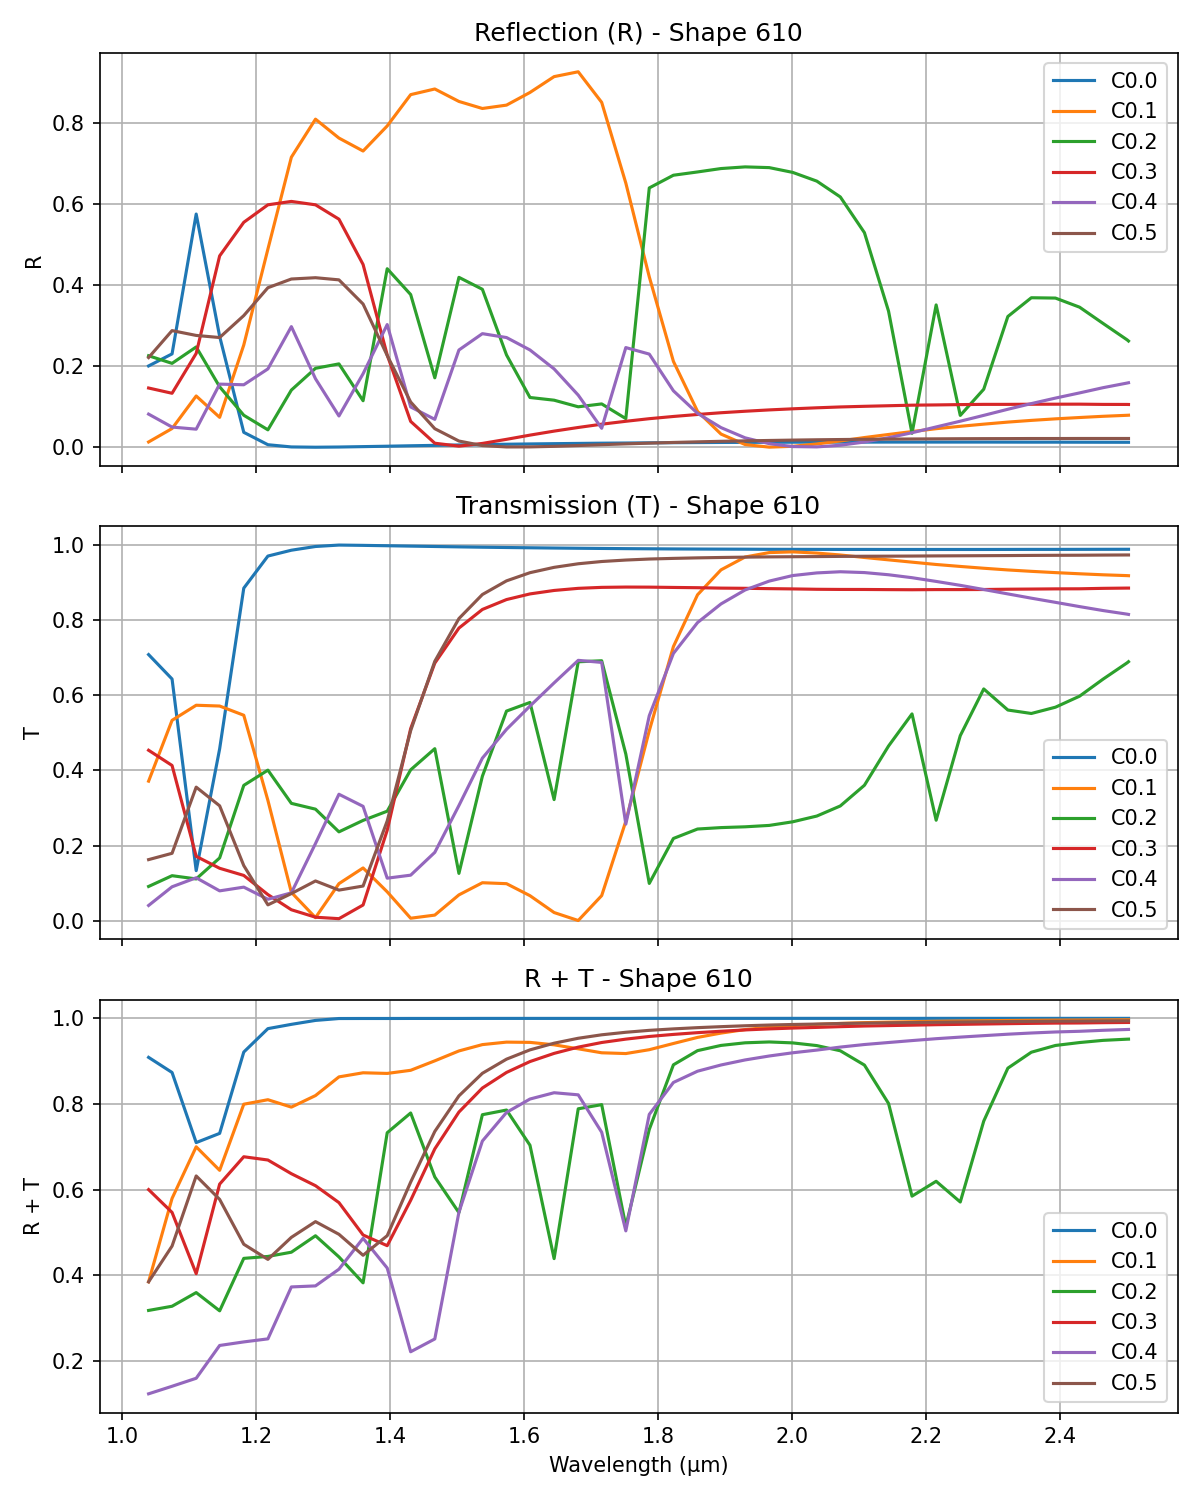 Reflection (R) - Shape 610
0.8
0.6
0.4
0.2
0.0
R
C0.0
C0.1
C0.2
C0.3
C0.4
C0.5
Transmission (T) - Shape 610
1.0
0.8
0.6
0.4
0.2
0.0
T
C0.0
C0.1
C0.2
C0.3
C0.4
C0.5
R + T - Shape 610
1.0
0.8
0.6
0.4
0.2
R + T
C0.0
C0.1
C0.2
C0.3
C0.4
C0.5
1.0 1.2 1.4 1.6 1.8 2.0 2.2 2.4
Wavelength (μm)